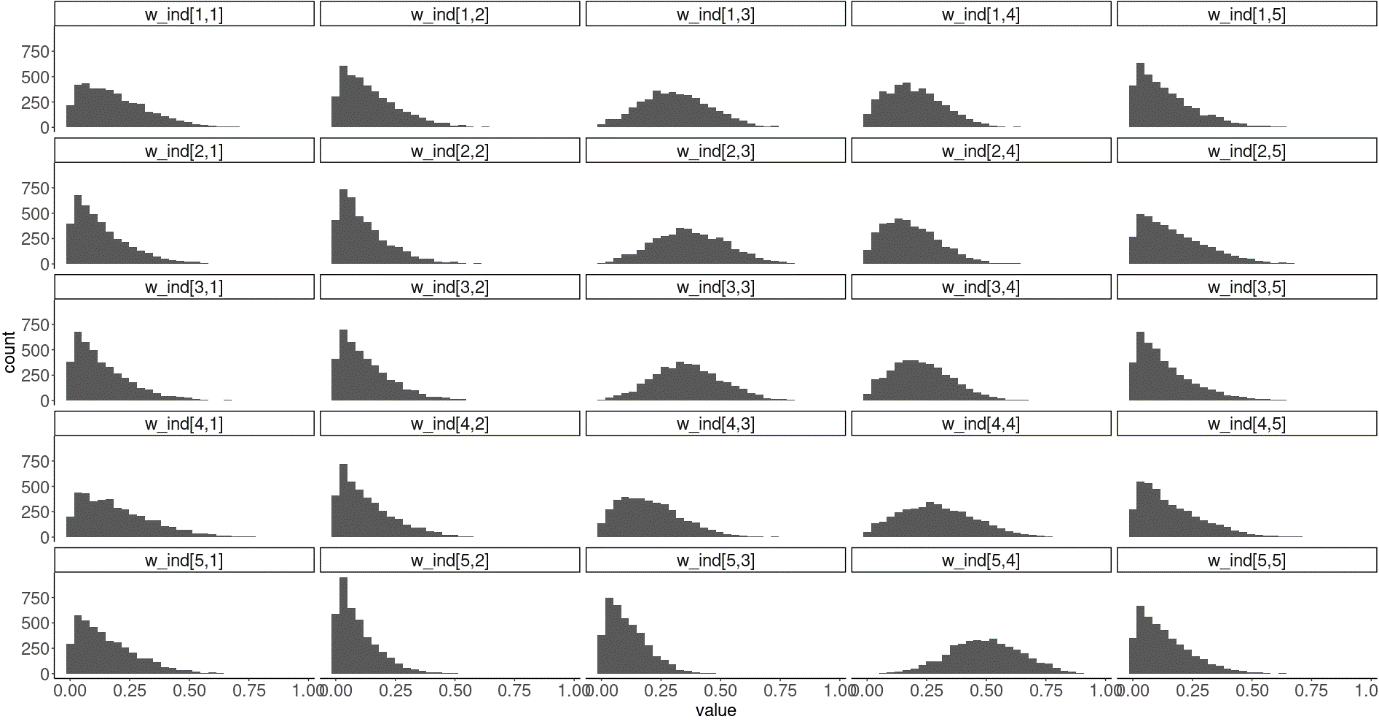 w_ind[1,1] w_ind[1,2] w_ind[1,3] w_ind[1,4] w_ind[1,5]
750
500
250
0
w_ind[2,1] w_ind[2,2] w_ind[2,3] w_ind[2,4] w_ind[2,5]
750
500
250
0
w_ind[3,1] w_ind[3,2] w_ind[3,3] w_ind[3,4] w_ind[3,5]
750
500
250
0
count
w_ind[4,1] w_ind[4,2] w_ind[4,3] w_ind[4,4] w_ind[4,5]
750
500
250
0
w_ind[5,1] w_ind[5,2] w_ind[5,3] w_ind[5,4] w_ind[5,5]
750
500
250
0
0.00 0.25 0.50 0.75 1.00 0.00 0.25 0.50 0.75 1.00 0.00 0.25 0.50 0.75 1.00 0.00 0.25 0.50 0.75 1.00 0.00 0.25 0.50 0.75 1.0
value